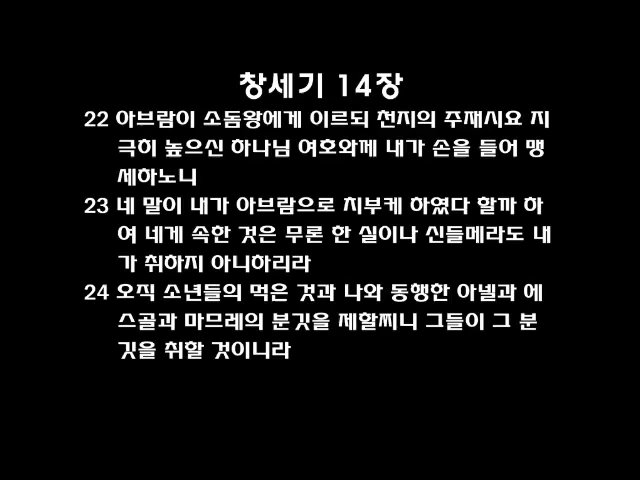 창세기 14장
22 아브람이 소돔왕에게 이르되 천지의 주재시요 지
극히 높으신 하나님 여호와께 내가 손을 들어 맹
세하노니
23 네 말이 내가 아브람으로 치부케 하였다 할까 하
여 네게 속한 것은 무론 한 실이나 신들메라도 내
가 취하지 아니하리라
24 오직 소년들의 먹은 것과 나와 동행한 아넬과 에
스골과 마므레의 분깃을 제할찌니 그들이 그 분
깃을 취할 것이니라